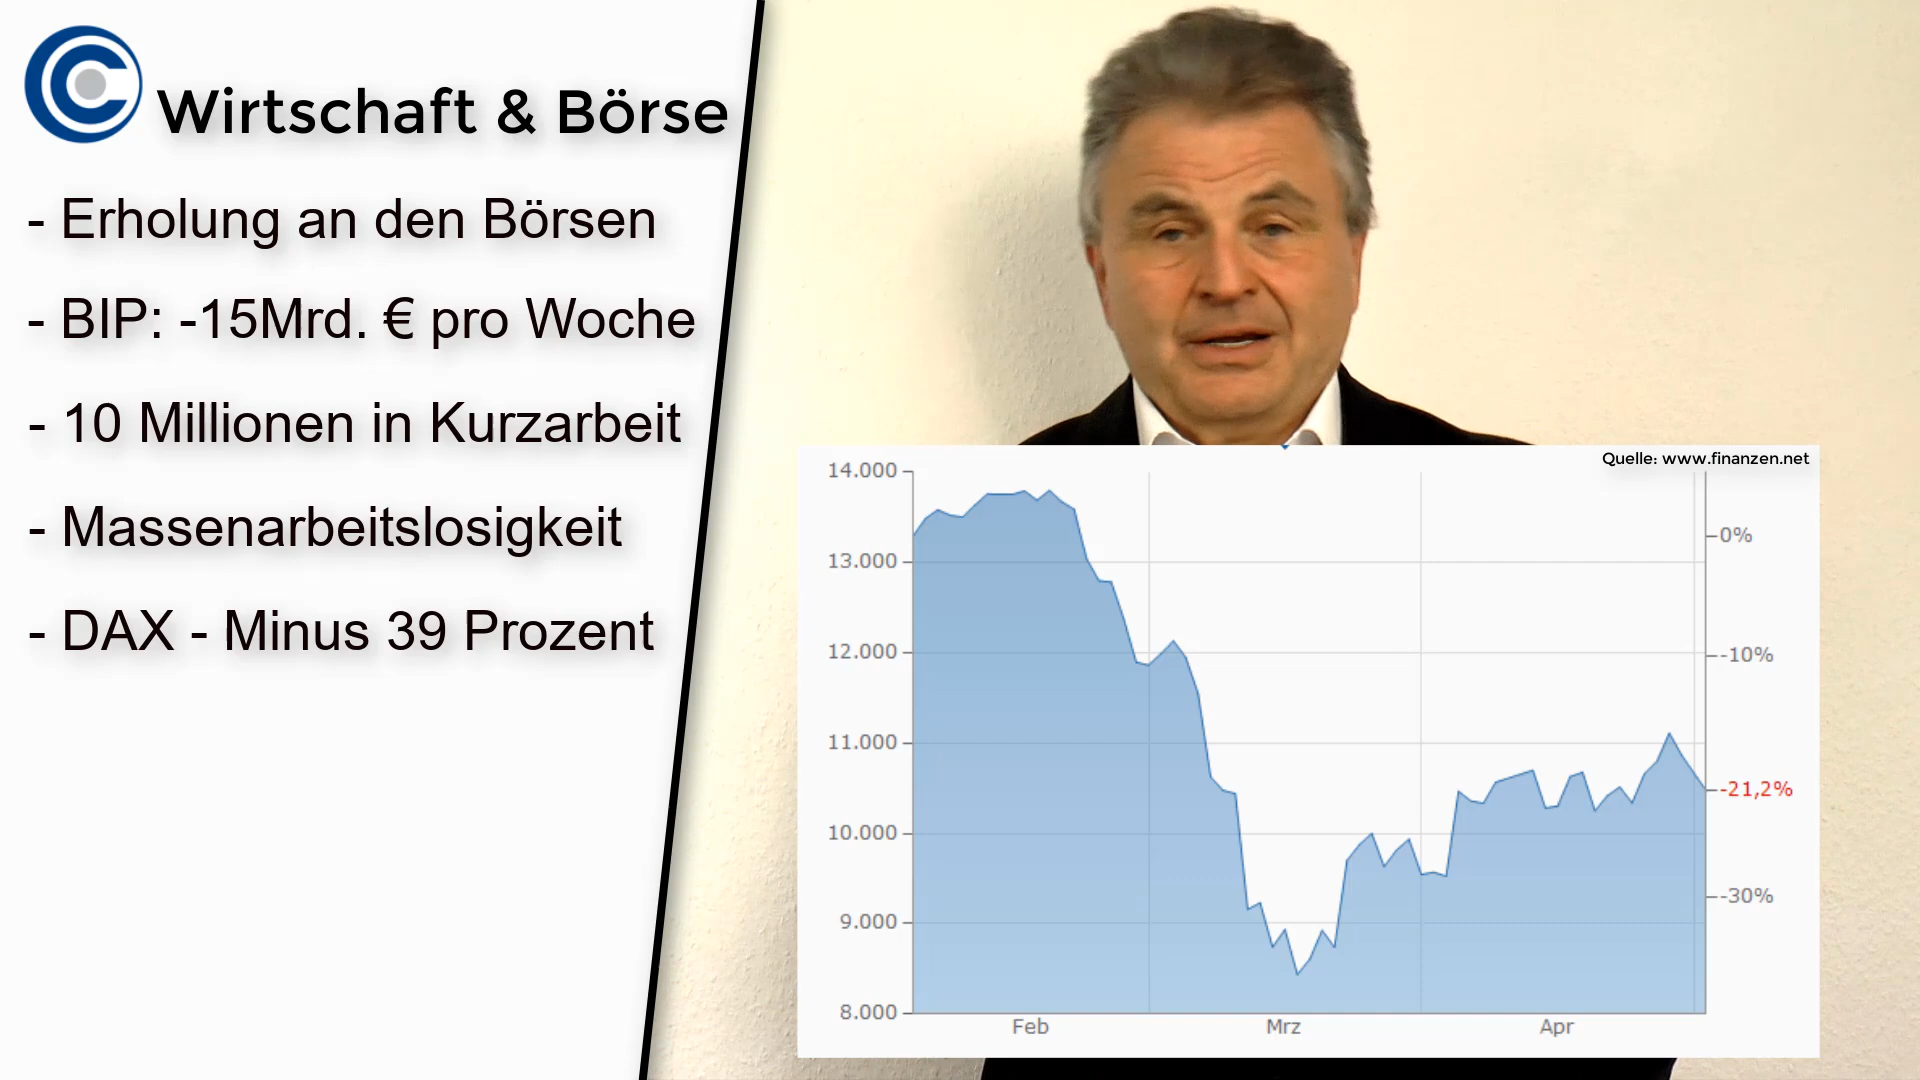 Wirtschaft & Börse
- Erholung an den Börsen
- BIP: -15Mrd. € pro Woche
- 10 Millionen in Kurzarbeit
- Massenarbeitslosigkeit
- DAX - Minus 39 Prozent
Quelle: www.finanzen.net
14.000
13.000
12.000
11.000
10.000
9.000
8.000
0%
-10%
-21,2%
-30%
Feb
Mrz
Apr